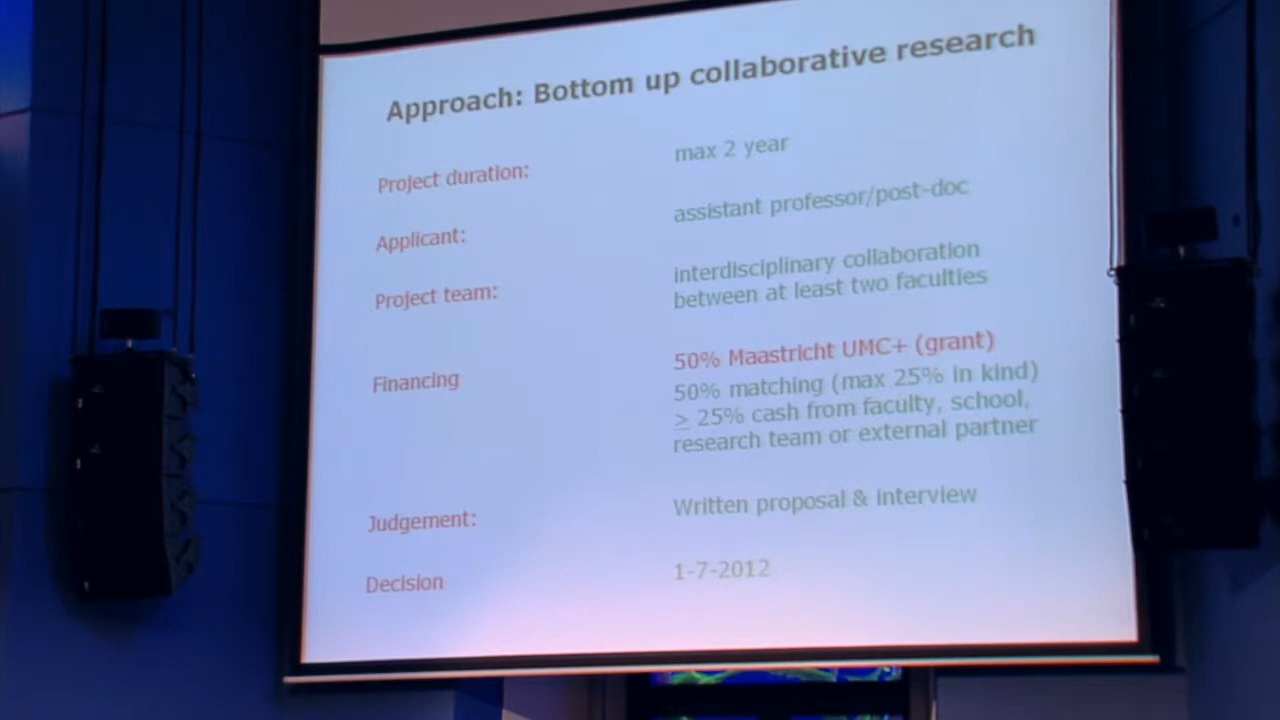 Approach: Bottom up collaborative research
Project duration: max 2 year
Applicant: assistant professor/post-doc
Project team: interdisciplinary collaboration
between at least two faculties
Financing 50% Maastricht UMC+ (grant)
50% matching (max 25% in kind)
≥ 25% cash from faculty, school,
research team or external partner
Judgement: Written proposal & interview
Decision 1-7-2012